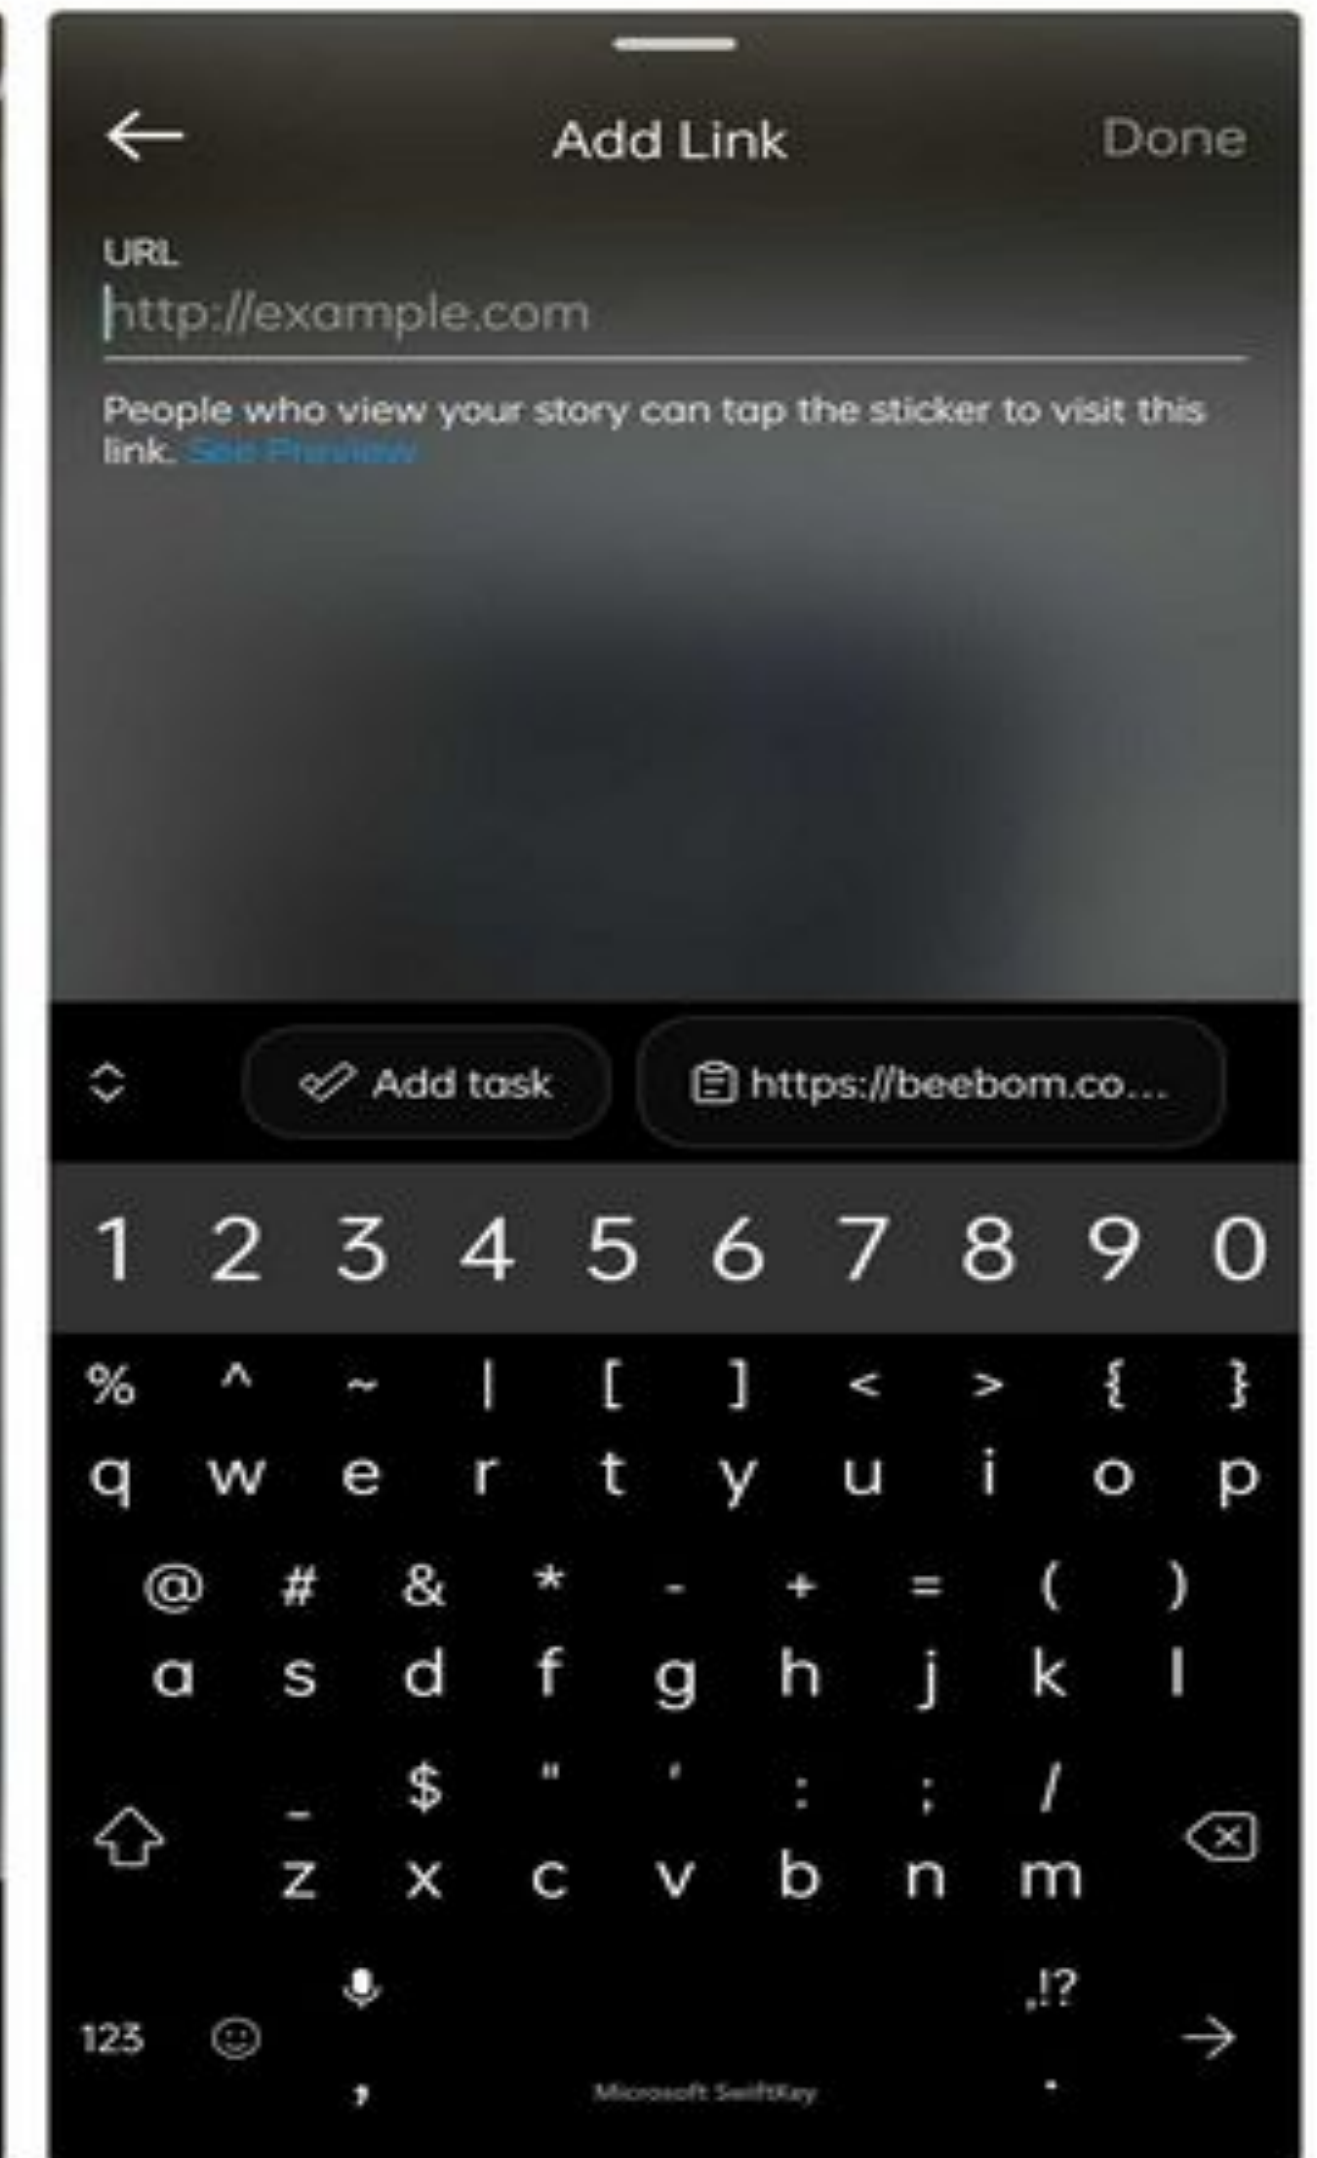 Add Link
Done
URL
http://example.com
People who view your story can tap the sticker to visit this
link. See Preview
Add task
https://beebom.co...
1 2 3 4 5 6 7 8 9 0
% ^ ~ | [ ] < > { }
q w e r t y u i o p
@ # & * - + = ( )
a s d f g h j k l
_ $ " ' : ; /
z x c v b n m
,!?
123
, Microsoft SwiftKey .